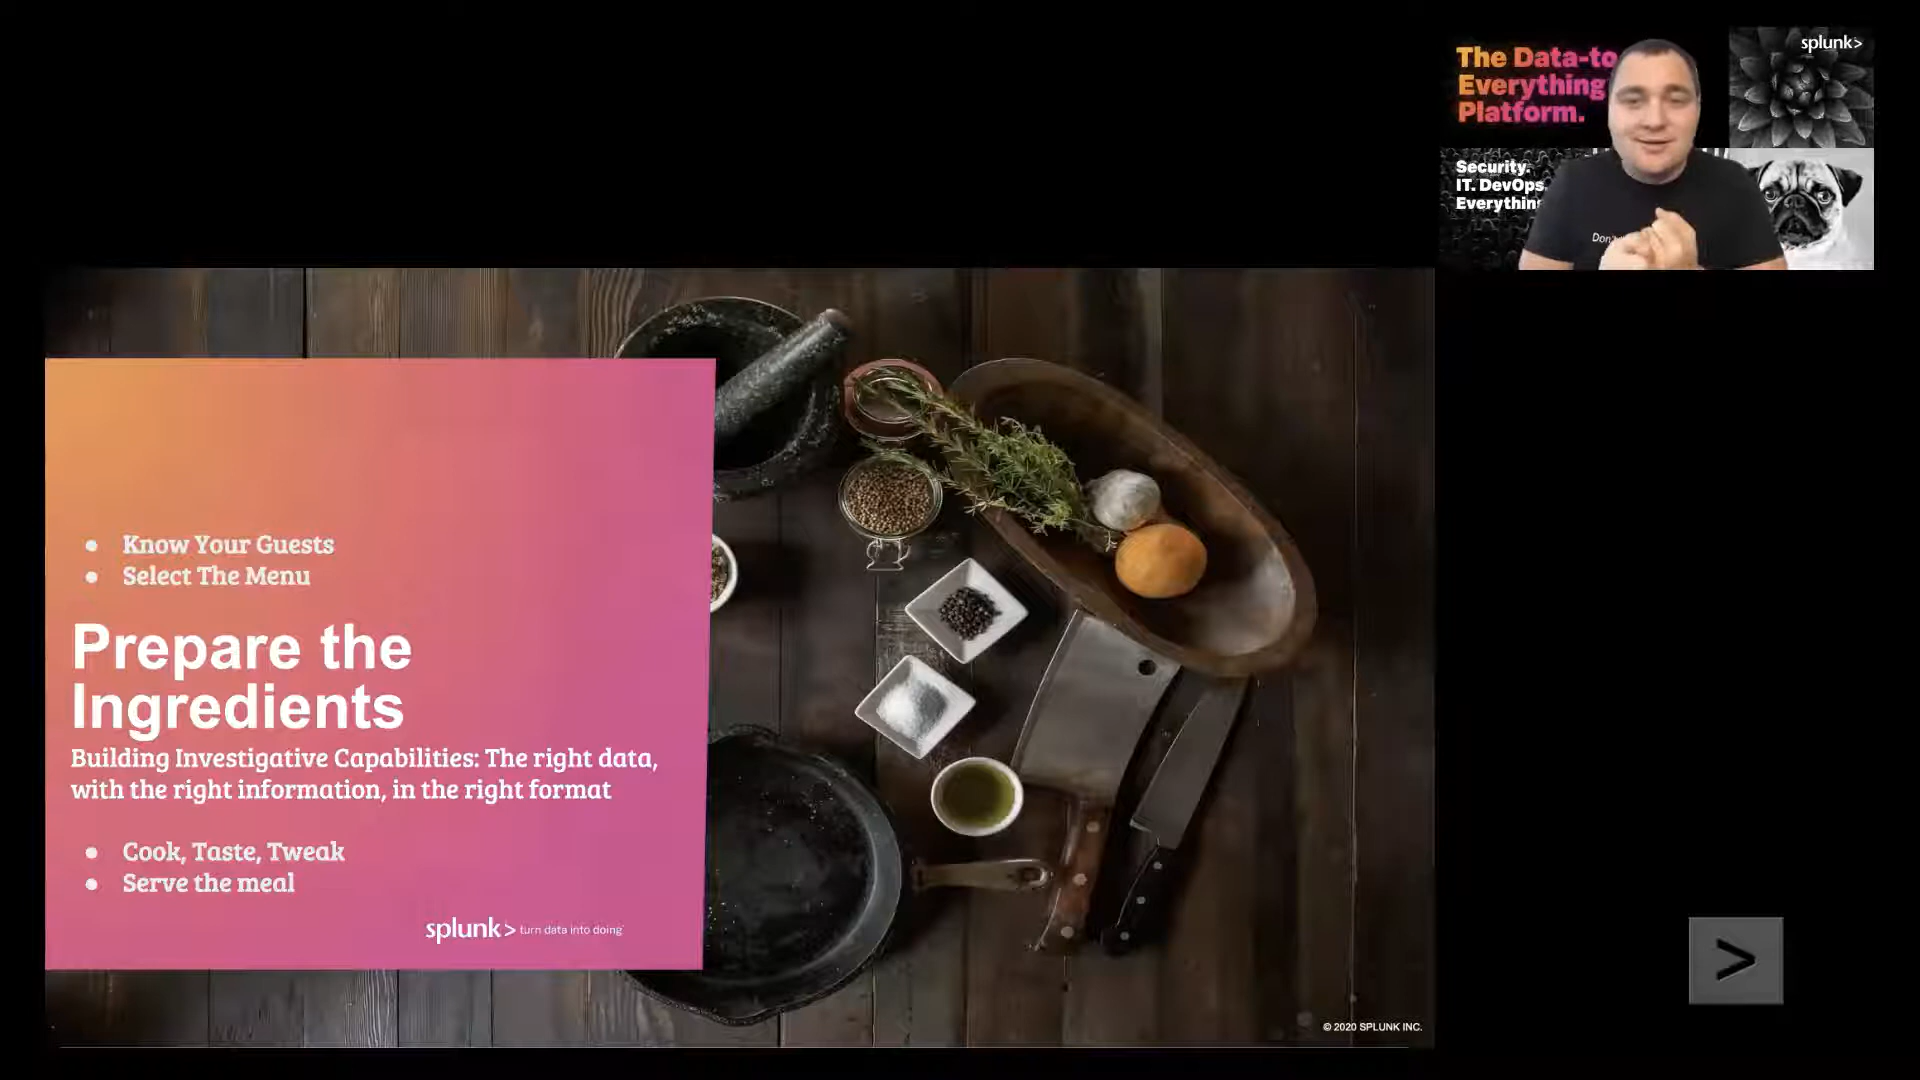 The Data-to
Everything
Platform.
splunk>
Security.
IT. DevOps.
Everything
Don't
Know Your Guests
Select The Menu
Prepare the
Ingredients
Building Investigative Capabilities: The right data,
with the right information, in the right format
Cook, Taste, Tweak
Serve the meal
splunk> turn data into doing
© 2020 SPLUNK INC.
>